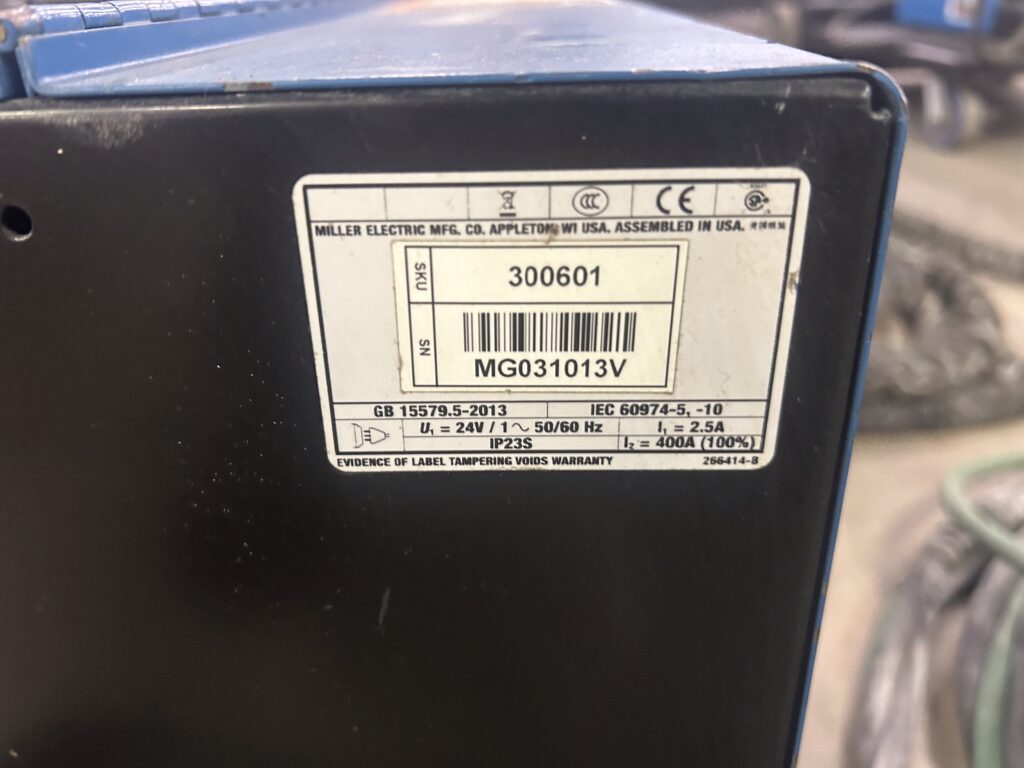 CCC CE
MILLER ELECTRIC MFG. CO. APPLETON, WI USA. ASSEMBLED IN USA.
SKU 300601
SN MG031013V
GB 15579.5-2013 IEC 60974-5, -10
U₁ = 24V / 1~ 50/60 Hz I₁ = 2.5A
IP23S I₂ = 400A (100%)
EVIDENCE OF LABEL TAMPERING VOIDS WARRANTY 266414-B